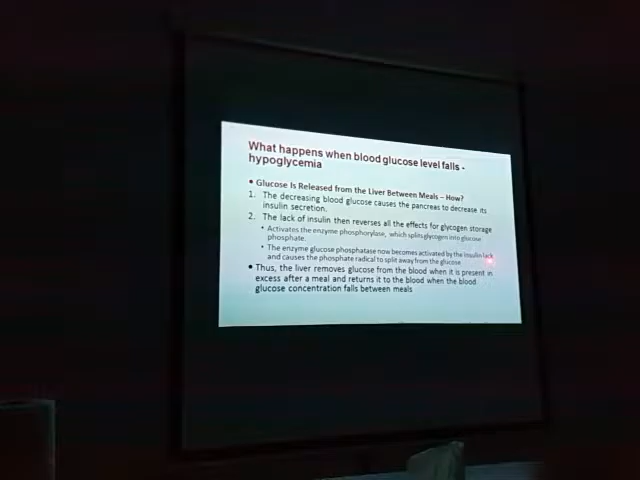 What happens when blood glucose level falls -
hypoglycemia
• Glucose Is Released from the Liver Between Meals – How?
1. The decreasing blood glucose causes the pancreas to decrease its
insulin secretion.
2. The lack of insulin then reverses all the effects for glycogen storage
• Activates the enzyme phosphorylase, which splits glycogen into glucose
phosphate.
• The enzyme glucose phosphatase now becomes activated by the insulin lack
and causes the phosphate radical to split away from the glucose
• Thus, the liver removes glucose from the blood when it is present in
excess after a meal and returns it to the blood when the blood
glucose concentration falls between meals